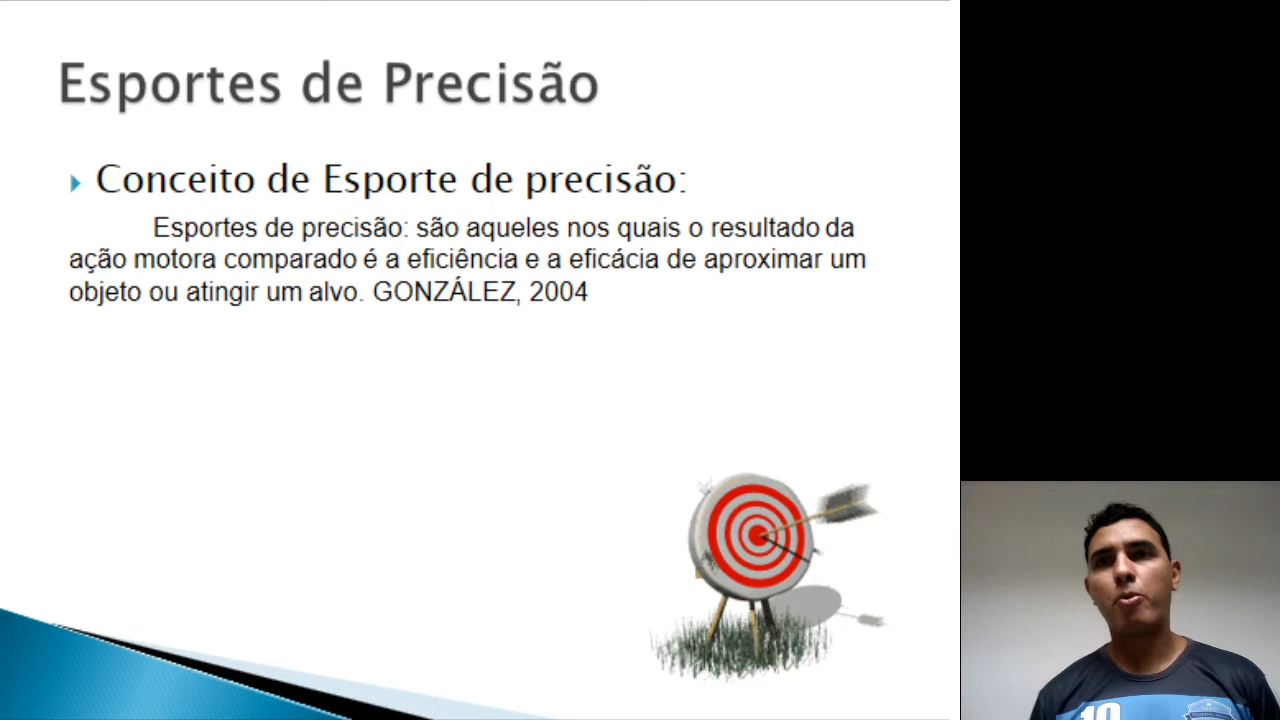 Esportes de Precisão
Conceito de Esporte de precisão:
Esportes de precisão: são aqueles nos quais o resultado da
ação motora comparado é a eficiência e a eficácia de aproximar um
objeto ou atingir um alvo. GONZÁLEZ, 2004
10